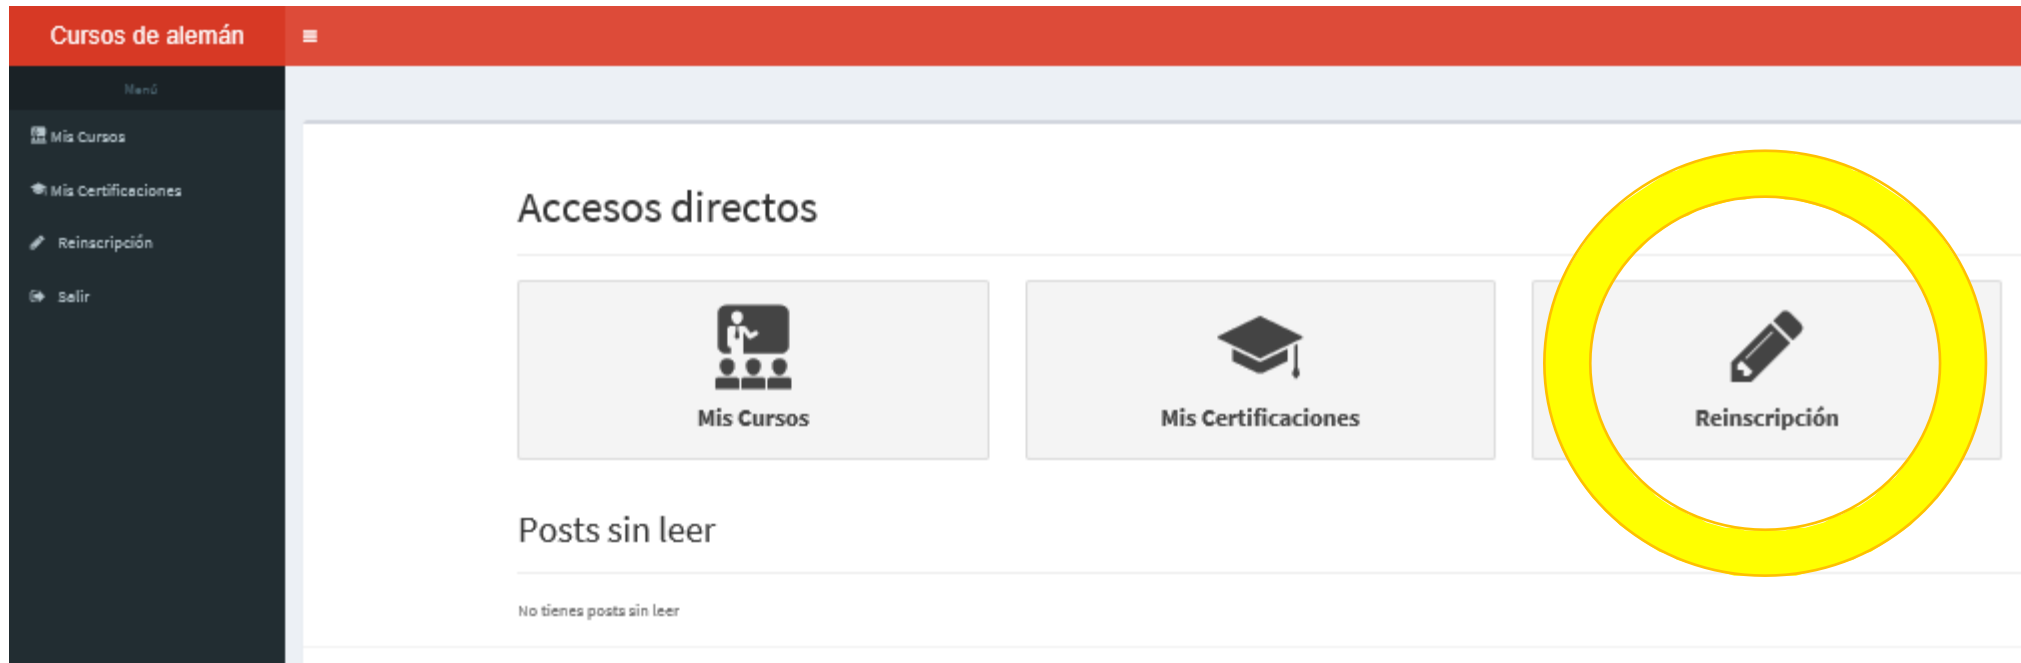 Cursos de alemán
Menú
Mis Cursos
Mis Certificaciones
Reinscripción
Salir
Accesos directos
Mis Cursos
Mis Certificaciones
Reinscripción
Posts sin leer
No tienes posts sin leer